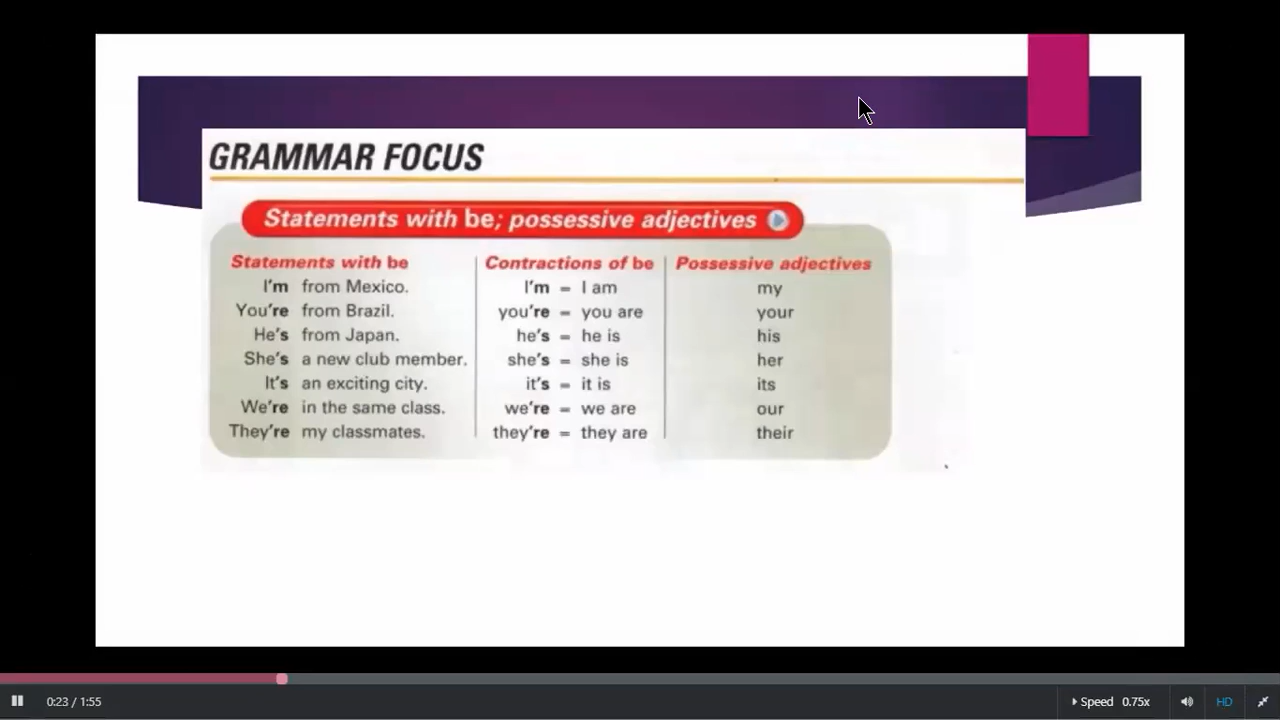 GRAMMAR FOCUS
Statements with be; possessive adjectives
Statements with be Contractions of be Possessive adjectives
I'm from Mexico. I'm = I am my
You're from Brazil. you're = you are your
He's from Japan. he's = he is his
She's a new club member. she's = she is her
It's an exciting city. it's = it is its
We're in the same class. we're = we are our
They're my classmates. they're = they are their
0:23 / 1:55 Speed 0.75x HD